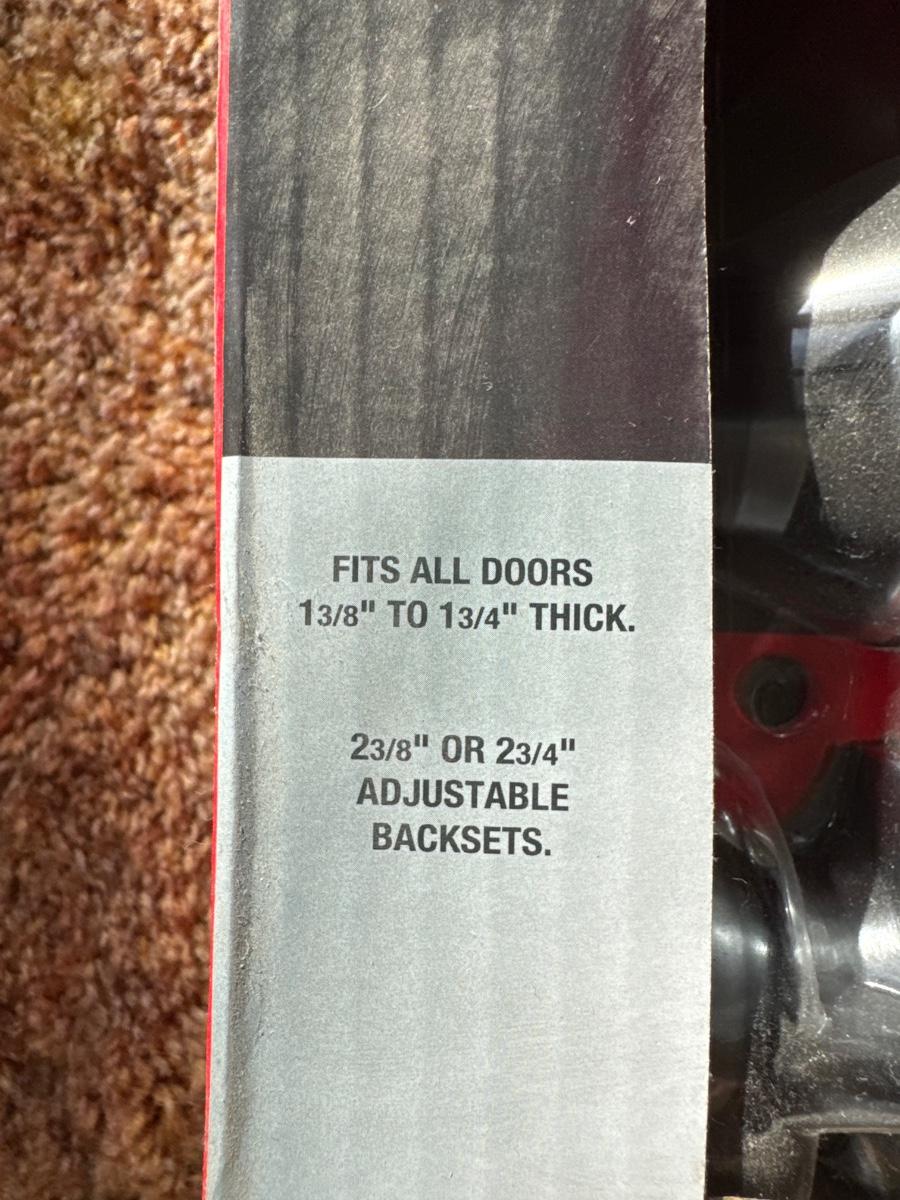 FITS ALL DOORS
13/8" TO 13/4" THICK.
23/8" OR 23/4"
ADJUSTABLE
BACKSETS.